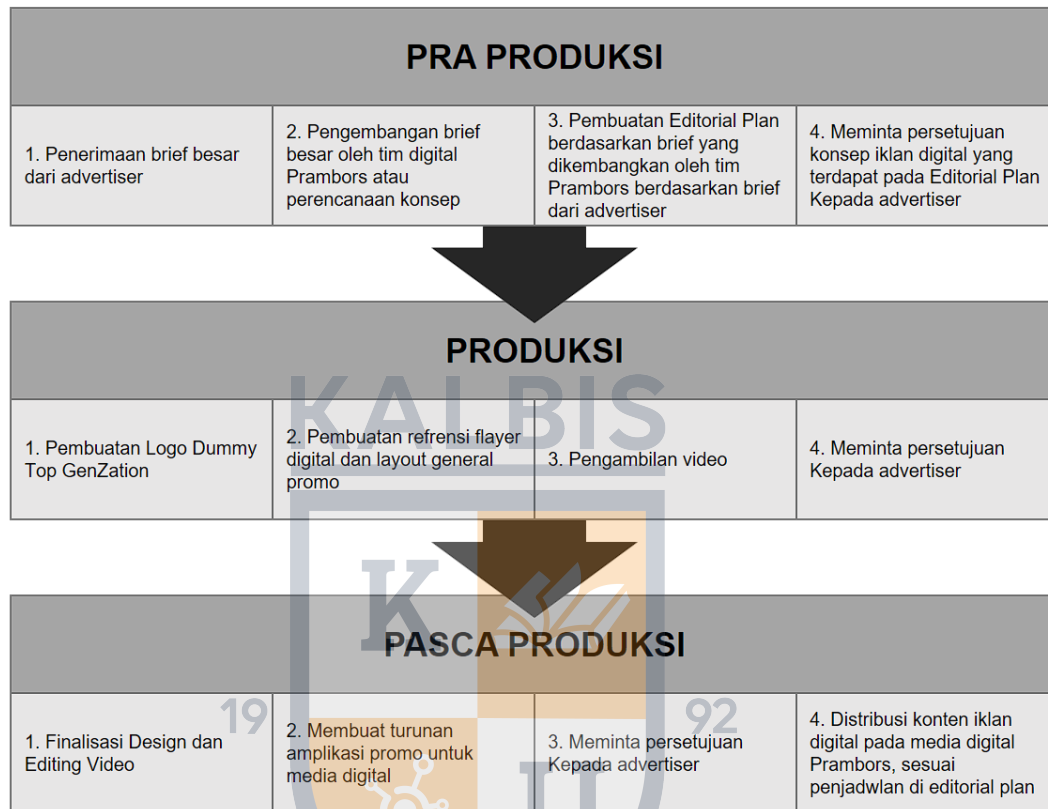 PRA PRODUKSI
1. Penerimaan brief besar
dari advertiser
2. Pengembangan brief
besar oleh tim digital
Prambors atau
perencanaan konsep
3. Pembuatan Editorial Plan
berdasarkan brief yang
dikembangkan oleh tim
Prambors berdasarkan brief
dari advertiser
4. Meminta persetujuan
konsep iklan digital yang
terdapat pada Editorial Plan
Kepada advertiser
PRODUKSI
KALBIS
1. Pembuatan Logo Dummy
Top GenZation
2. Pembuatan refrensi flayer
digital dan layout general
promo
3. Pengambilan video
4. Meminta persetujuan
Kepada advertiser
K
PASCA PRODUKSI
19
92
1. Finalisasi Design dan
Editing Video
2. Membuat turunan
amplikasi promo untuk
media digital
3. Meminta persetujuan
Kepada advertiser
4. Distribusi konten iklan
digital pada media digital
Prambors, sesuai
penjadwlan di editorial plan